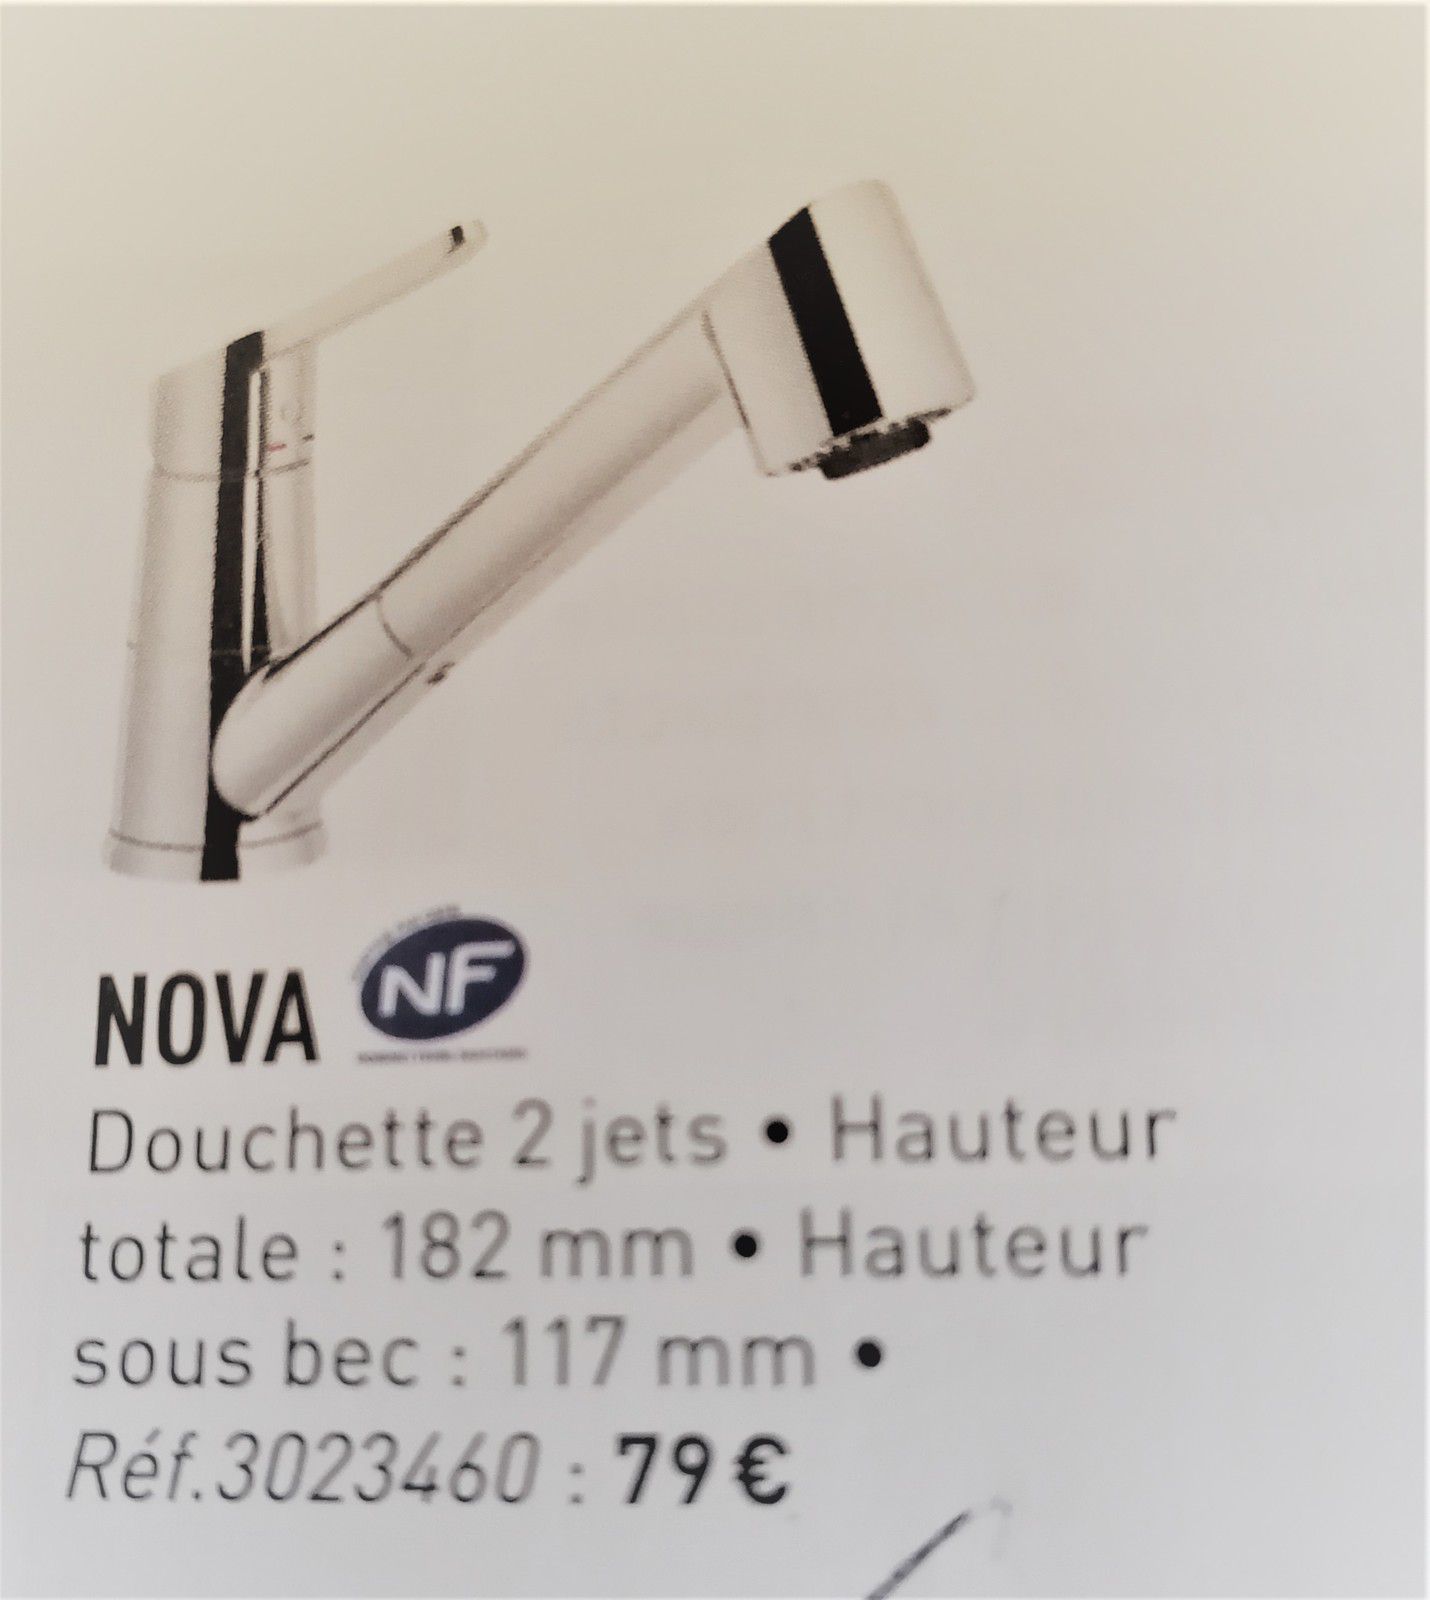 NOVA NF
Douchette 2 jets • Hauteur
totale : 182 mm • Hauteur
sous bec : 117 mm •
Réf.3023460 : 79 €